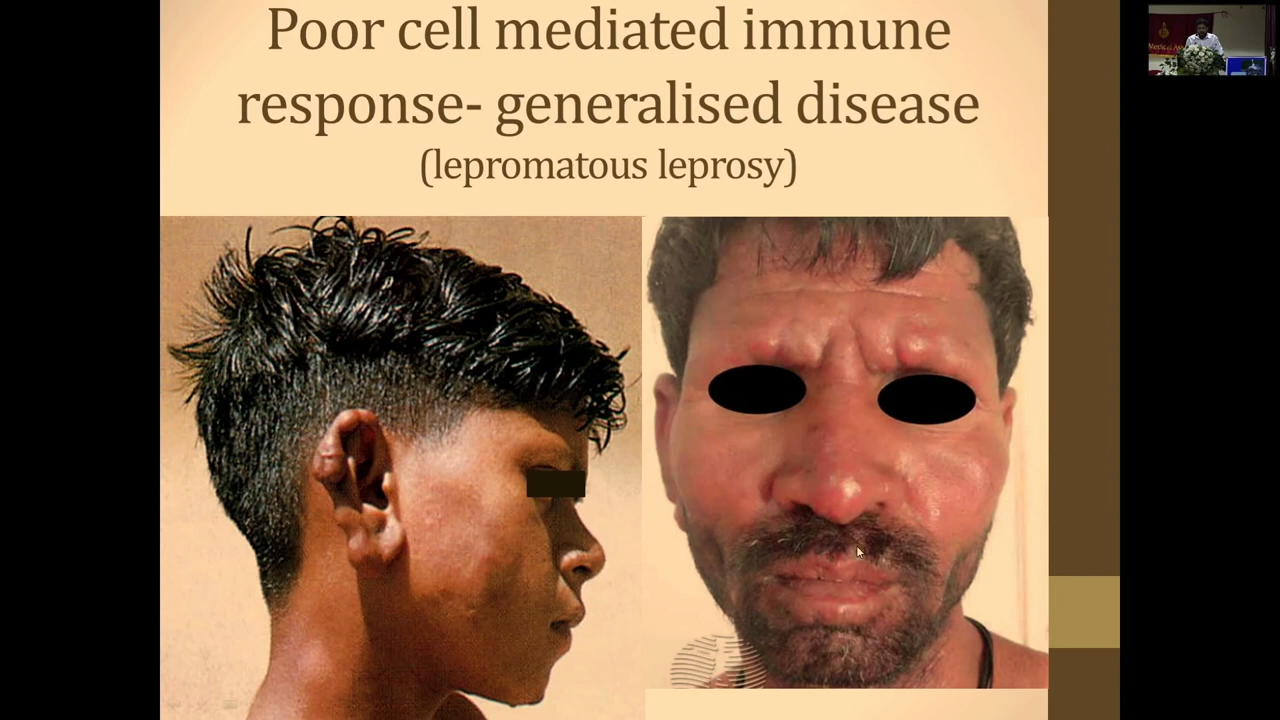 Poor cell mediated immune
response- generalised disease
(lepromatous leprosy)